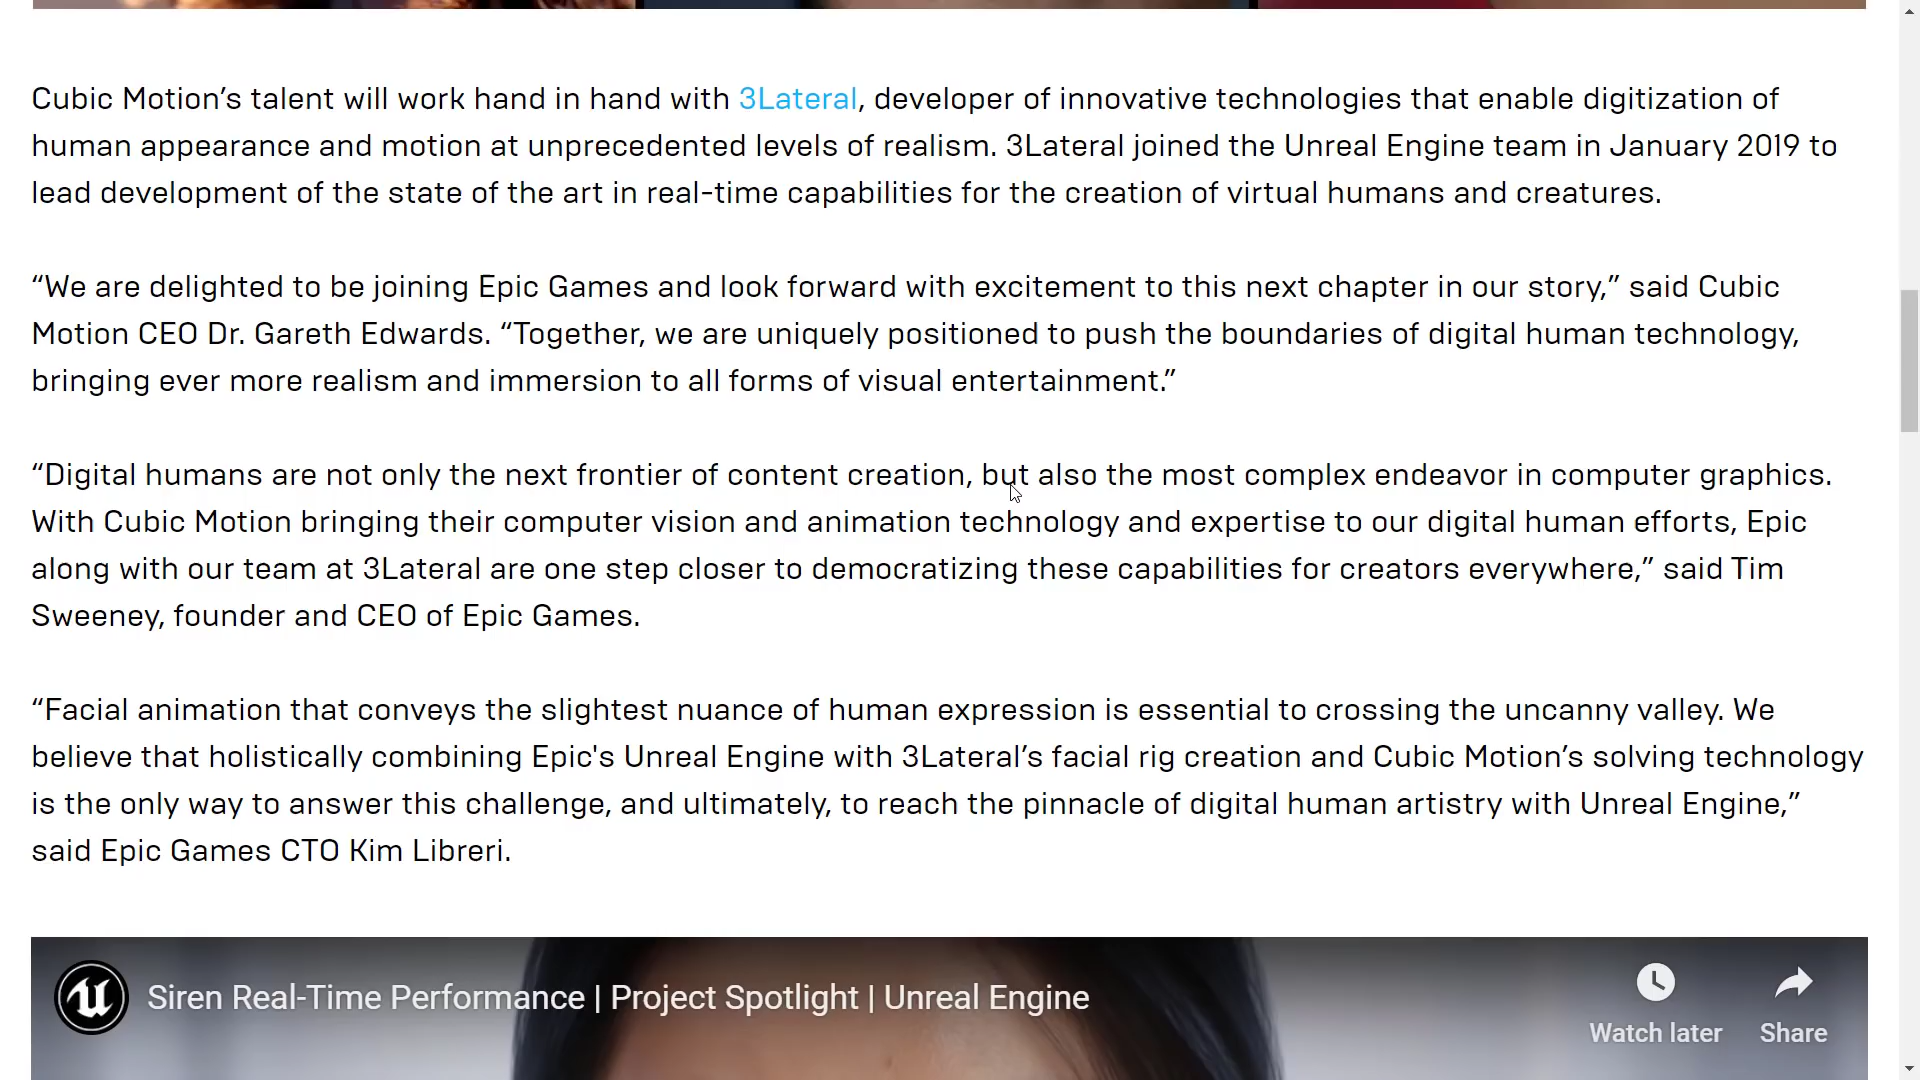 Cubic Motion’s talent will work hand in hand with 3Lateral, developer of innovative technologies that enable digitization of
human appearance and motion at unprecedented levels of realism. 3Lateral joined the Unreal Engine team in January 2019 to
lead development of the state of the art in real-time capabilities for the creation of virtual humans and creatures.
“We are delighted to be joining Epic Games and look forward with excitement to this next chapter in our story,” said Cubic
Motion CEO Dr. Gareth Edwards. “Together, we are uniquely positioned to push the boundaries of digital human technology,
bringing ever more realism and immersion to all forms of visual entertainment.”
“Digital humans are not only the next frontier of content creation, but also the most complex endeavor in computer graphics.
With Cubic Motion bringing their computer vision and animation technology and expertise to our digital human efforts, Epic
along with our team at 3Lateral are one step closer to democratizing these capabilities for creators everywhere,” said Tim
Sweeney, founder and CEO of Epic Games.
“Facial animation that conveys the slightest nuance of human expression is essential to crossing the uncanny valley. We
believe that holistically combining Epic's Unreal Engine with 3Lateral’s facial rig creation and Cubic Motion’s solving technology
is the only way to answer this challenge, and ultimately, to reach the pinnacle of digital human artistry with Unreal Engine,”
said Epic Games CTO Kim Libreri.
Siren Real-Time Performance | Project Spotlight | Unreal Engine
Watch later
Share